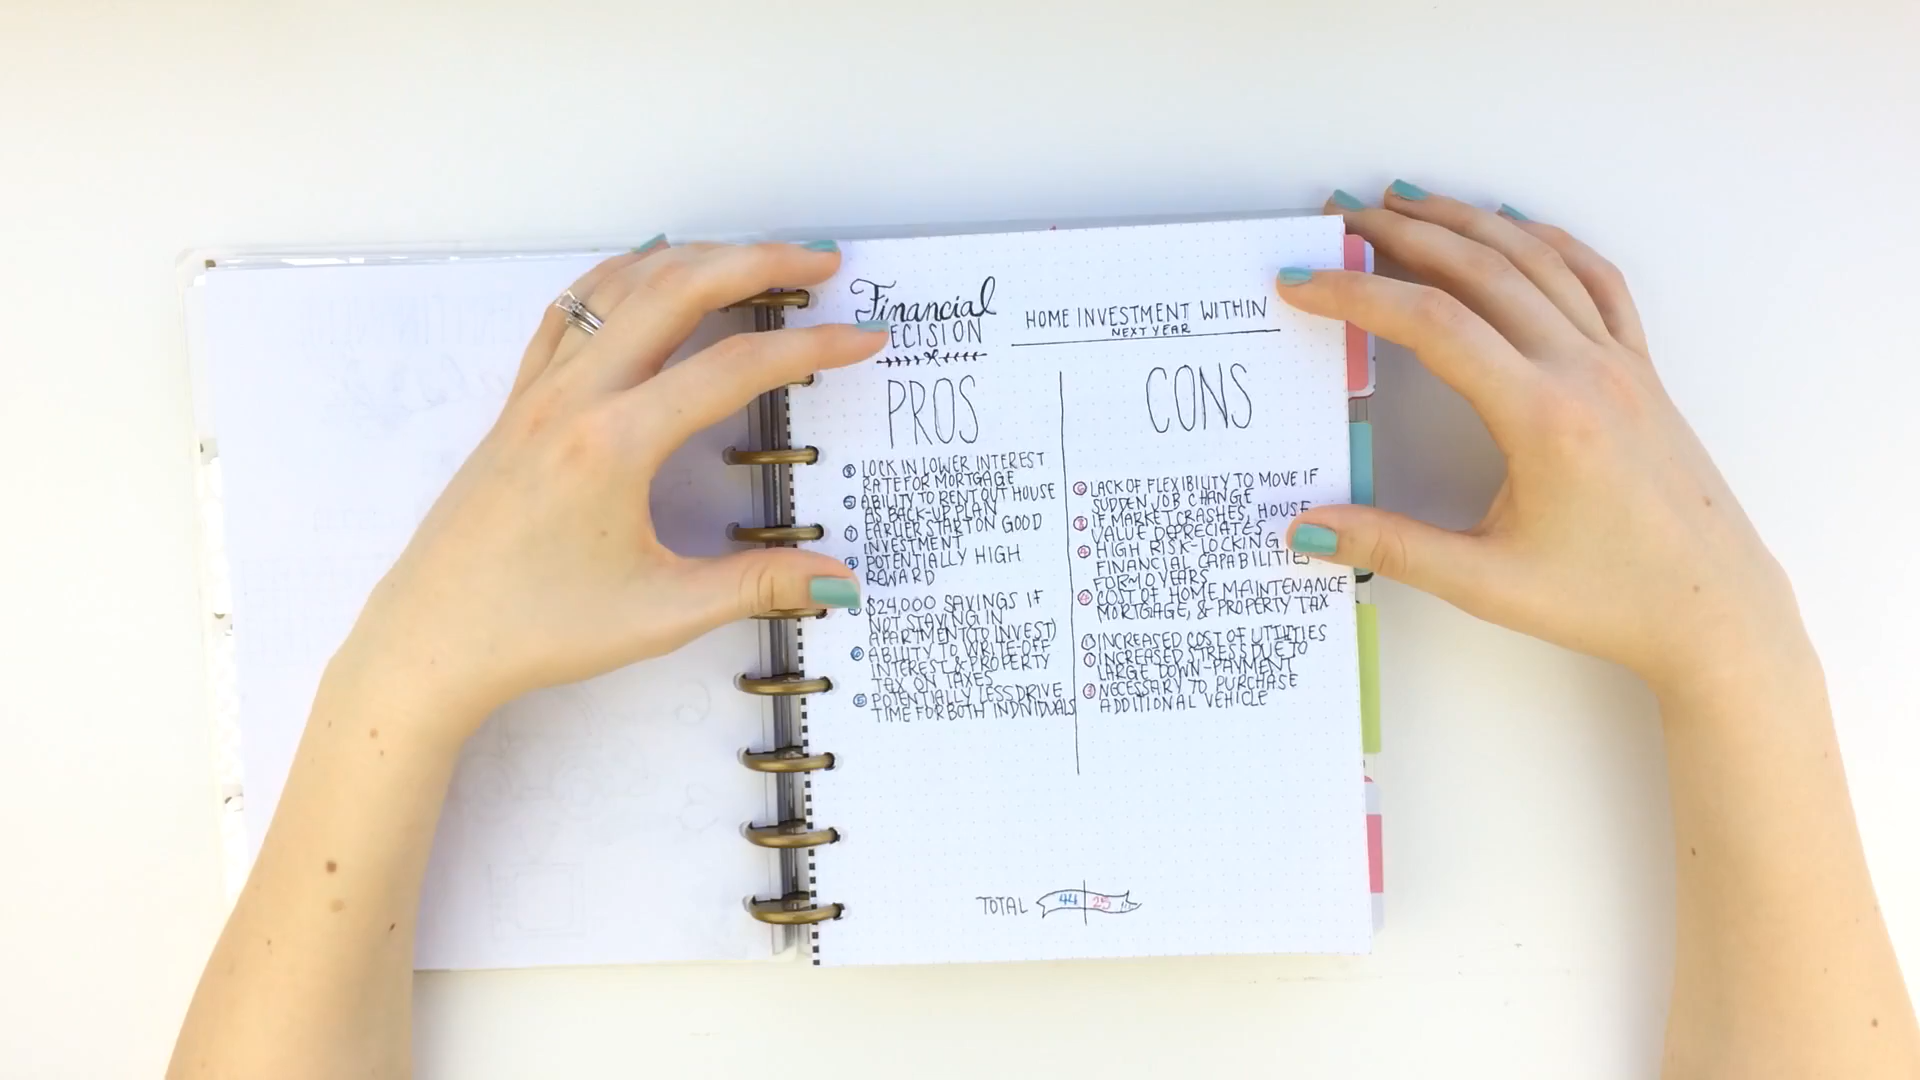 Financial
ECISION
HOME INVESTMENT WITHIN
NEXT YEAR
PROS
LOCK IN LOWER INTEREST
RATE FOR MORTGAGE
ABILITY TO RENT OUT HOUSE
AS BACK-UP PLAN
EARLIER START ON GOOD
INVESTMENT
POTENTIALLY HIGH
REWARD
$24,000 SAVINGS IF
NOT STAYING IN
APARTMENT (TO INVEST)
ABILITY TO WRITE-OFF
INTEREST & PROPERTY
TAX ON TAXES
POTENTIALLY LESS DRIVE
TIME FOR BOTH INDIVIDUALS
CONS
LACK OF FLEXIBILITY TO MOVE IF
SUDDEN JOB CHANGE
IF MARKET CRASHES, HOUSE
VALUE DEPRECIATES
HIGH RISK-LOCKING
FINANCIAL CAPABILITIES
FOR 10 YEARS
COST OF HOME MAINTENANCE
MORTGAGE, & PROPERTY TAX
INCREASED COST OF UTILITIES
INCREASED STRESS DUE TO
LARGE DOWN-PAYMENT
NECESSARY TO PURCHASE
ADDITIONAL VEHICLE
TOTAL 44 25